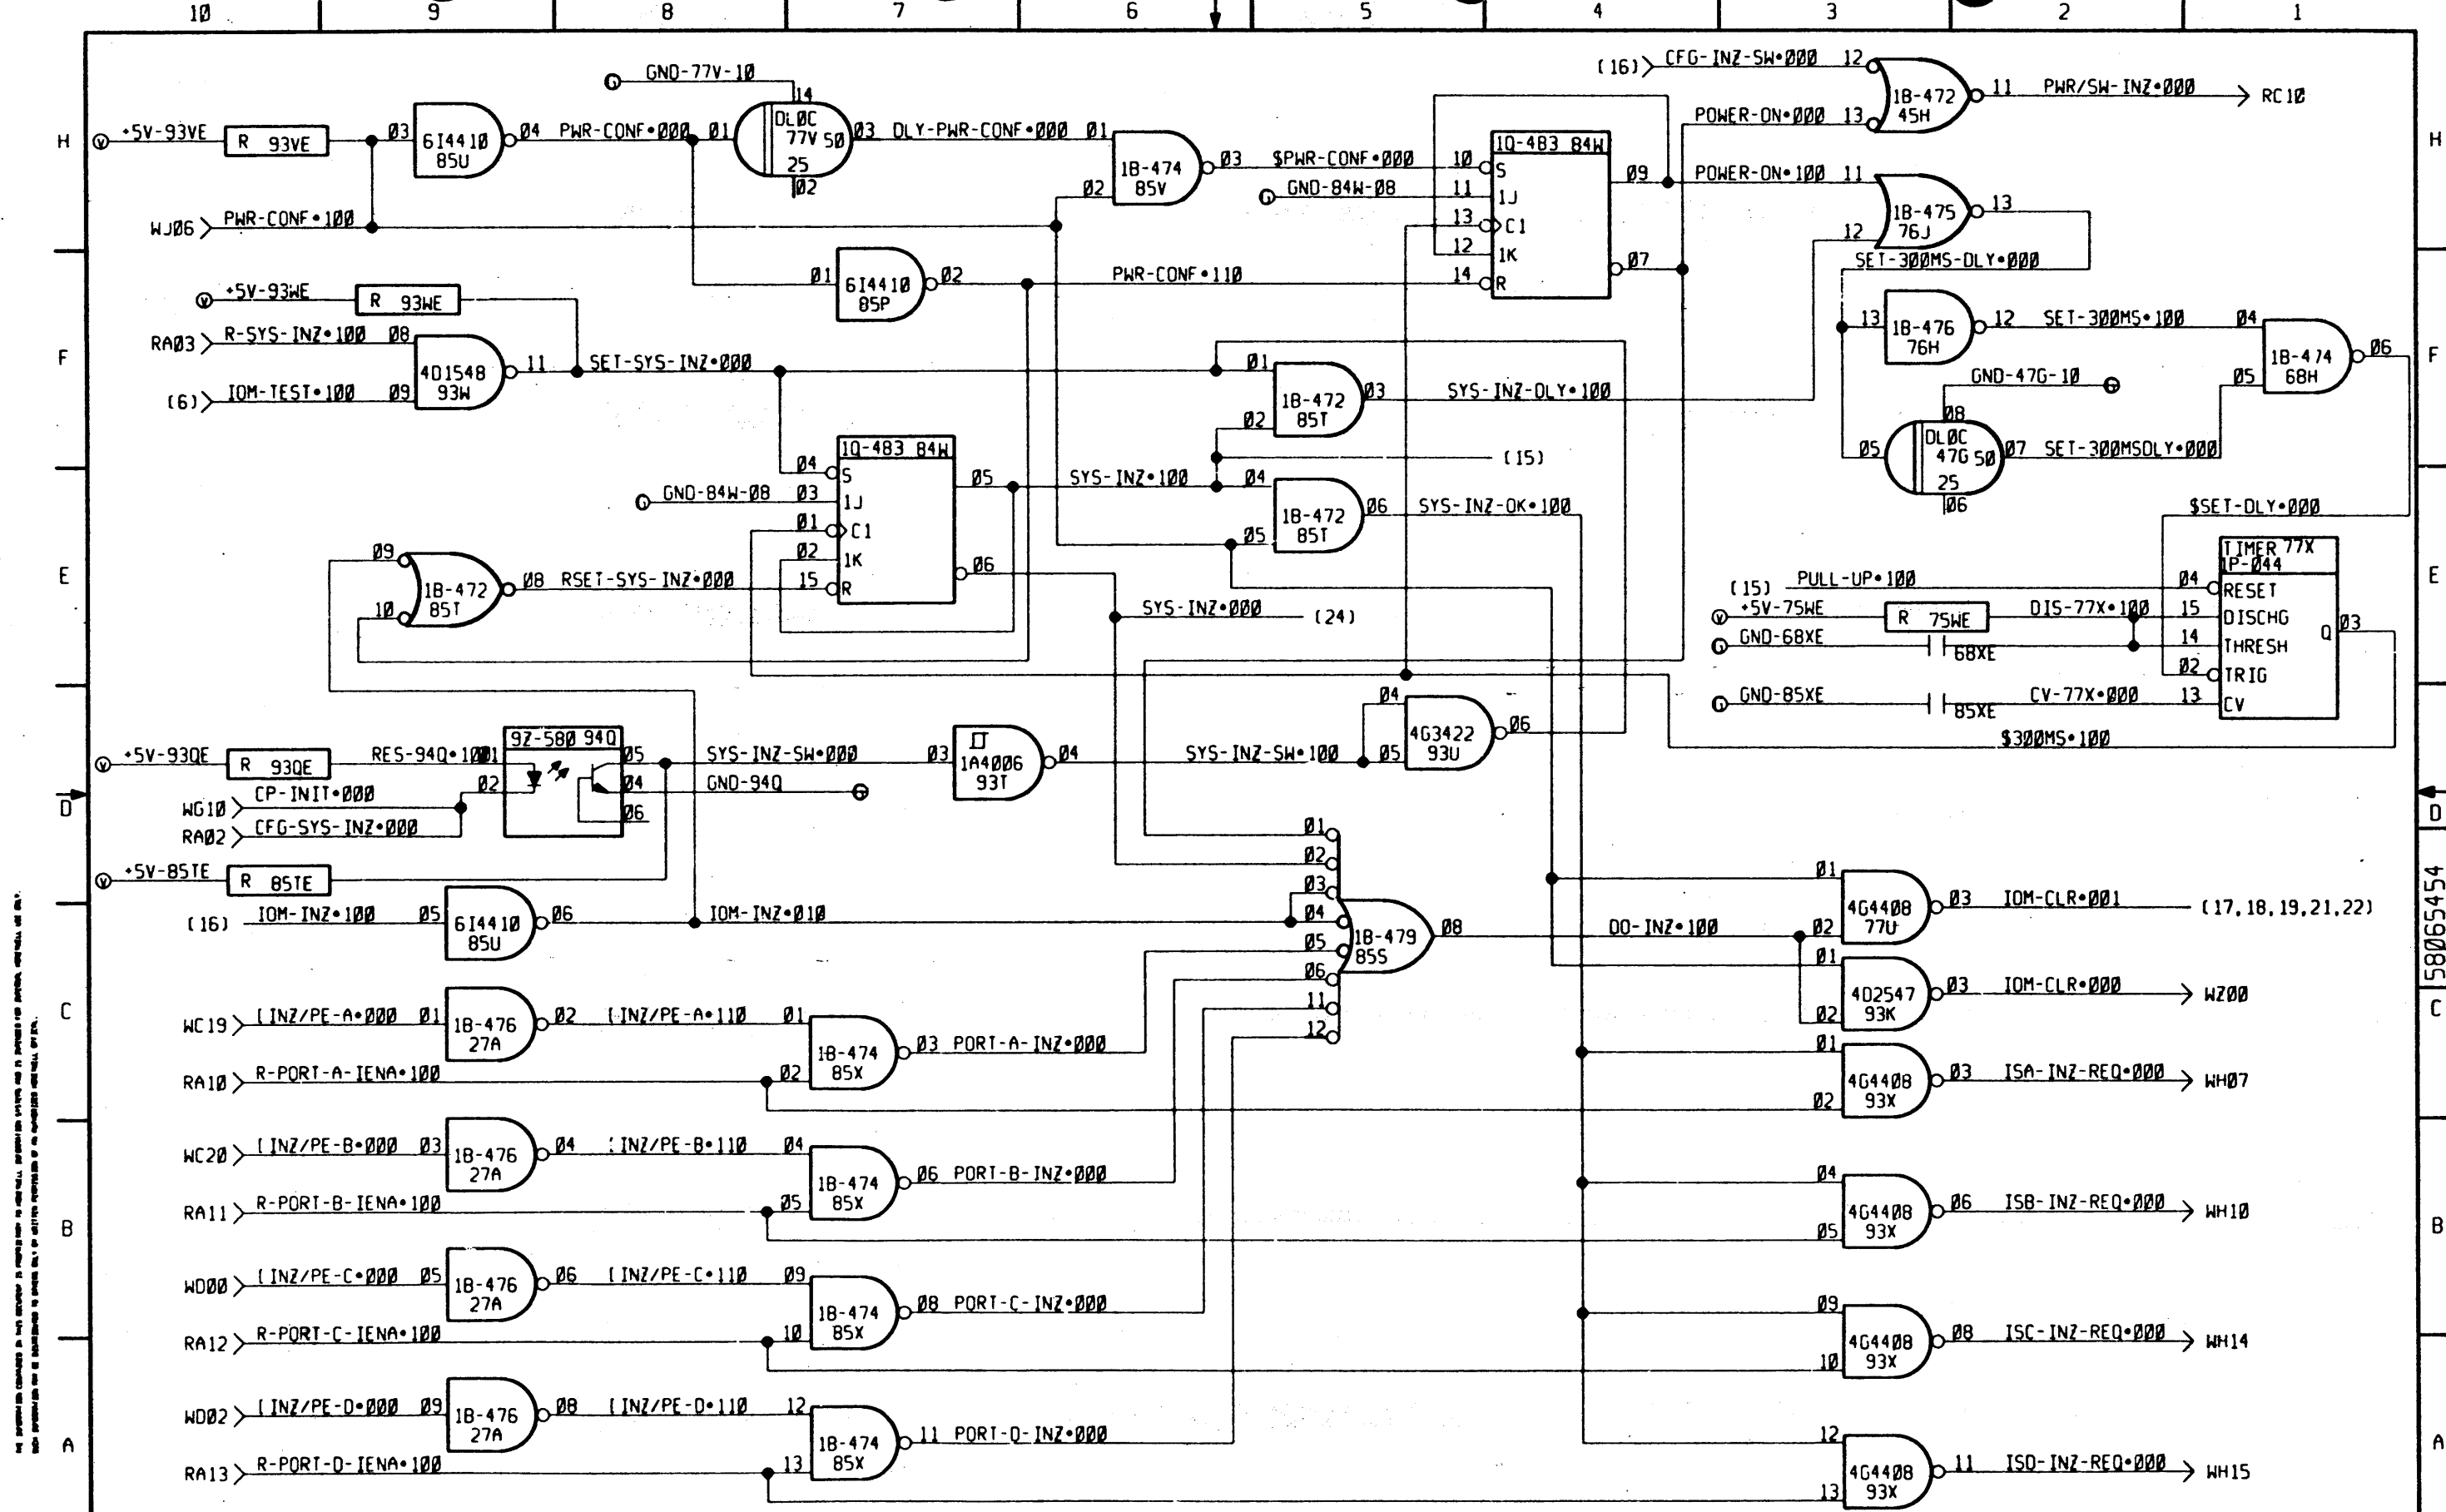 10 9 8 7 6 5 4 3 2 1
H
+5V-93VE
R 93VE
03
6I4410
85U
04
PWR-CONF•000
01
GND-77V-10
14
DLØC
77V 50
25
02
03
DLY-PWR-CONF•000
01
02
1B-474
85V
03
$PWR-CONF•000
10
GND-84W-08
11
13
12
14
1Q-483 84W
S
1J
C1
1K
R
09
07
(16)
CFG-INZ-SW•000
12
POWER-ON•000
13
1B-472
45H
11
PWR/SW-INZ•000
RC10
H
POWER-ON•100
11
12
1B-475
76J
13
SET-300MS-DLY•000
WJ06
PWR-CONF•100
01
6I4410
85P
02
PWR-CONF•110
F
+5V-93WE
R 93WE
RA03
R-SYS-INZ•100
08
(6)
IOM-TEST•100
09
4D1548
93W
11
SET-SYS-INZ•000
01
02
1B-472
85T
03
SYS-INZ-DLY•100
(15)
13
1B-476
76H
12
SET-300MS•100
04
05
1B-474
68H
06
F
GND-47G-10
08
05
DLØC
47G 50
25
06
07
SET-300MSDLY•000
$SET-DLY•000
1Q-483 84W
04
S
GND-84W-08
03
1J
01
C1
02
1K
15
R
05
06
SYS-INZ•100
04
05
1B-472
85T
06
SYS-INZ-OK•100
E
09
10
1B-472
85T
08
RSET-SYS-INZ•000
SYS-INZ•000
(24)
(15)
PULL-UP•100
04
+5V-75WE
R 75WE
DIS-77X•100
15
GND-68XE
68XE
14
02
GND-85XE
85XE
CV-77X•000
13
TIMER 77X
1P-044
RESET
DISCHG
THRESH
TRIG
CV
Q
03
E
$300MS•100
D
+5V-93QE
R 93QE
RES-94Q•100
01
02
9Z-580 94Q
05
04
06
SYS-INZ-SW•000
GND-94Q
03
1A4006
93T
04
SYS-INZ-SW•100
04
05
4G3422
93U
06
WG10
CP-INIT•000
RA02
CFG-SYS-INZ•000
D
+5V-85TE
R 85TE
(16)
IOM-INZ•100
05
6I4410
85U
06
IOM-INZ•010
01
02
03
04
05
06
11
12
1B-479
85S
08
DO-INZ•100
01
02
4G4408
77U
03
IOM-CLR•001
(17,18,19,21,22)
58065454
C
01
02
4D2547
93K
03
IOM-CLR•000
WZ00
C
WC19
[INZ/PE-A•000
01
1B-476
27A
02
[INZ/PE-A•110
01
02
1B-474
85X
03
PORT-A-INZ•000
RA10
R-PORT-A-IENA•100
01
02
4G4408
93X
03
ISA-INZ-REQ•000
WH07
WC20
[INZ/PE-B•000
03
1B-476
27A
04
[INZ/PE-B•110
04
05
1B-474
85X
06
PORT-B-INZ•000
B
RA11
R-PORT-B-IENA•100
04
05
4G4408
93X
06
ISB-INZ-REQ•000
WH10
B
WD00
[INZ/PE-C•000
05
1B-476
27A
06
[INZ/PE-C•110
09
10
1B-474
85X
08
PORT-C-INZ•000
RA12
R-PORT-C-IENA•100
09
10
4G4408
93X
08
ISC-INZ-REQ•000
WH14
A
WD02
[INZ/PE-D•000
09
1B-476
27A
08
[INZ/PE-D•110
12
13
1B-474
85X
11
PORT-D-INZ•000
RA13
R-PORT-D-IENA•100
12
13
4G4408
93X
11
ISD-INZ-REQ•000
WH15
A